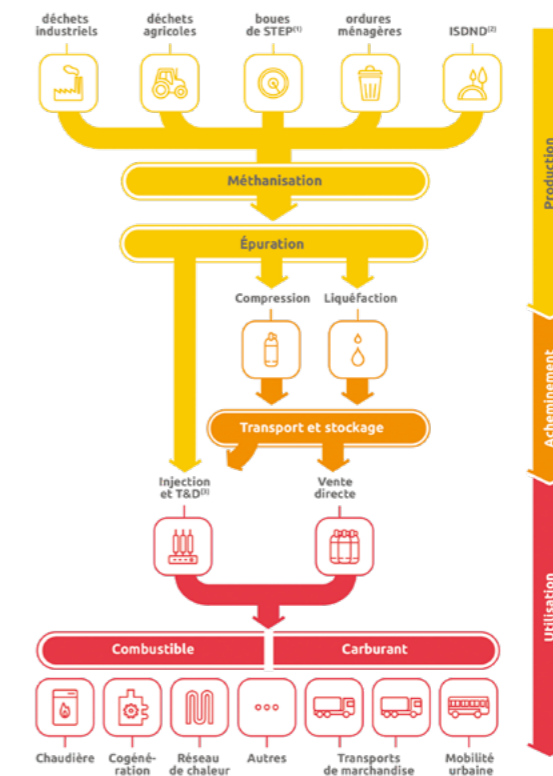 déchets
industriels
déchets
agricoles
boues
de STEP(1)
ordures
ménagères
ISDND(2)
Production
Méthanisation
Épuration
Compression
Liquéfaction
Acheminement
Transport et stockage
Injection
et T&D(3)
Vente
directe
Utilisation
Combustible
Carburant
Chaudière
Cogéné-
ration
Réseau
de chaleur
Autres
Transports
de marchandise
Mobilité
urbaine